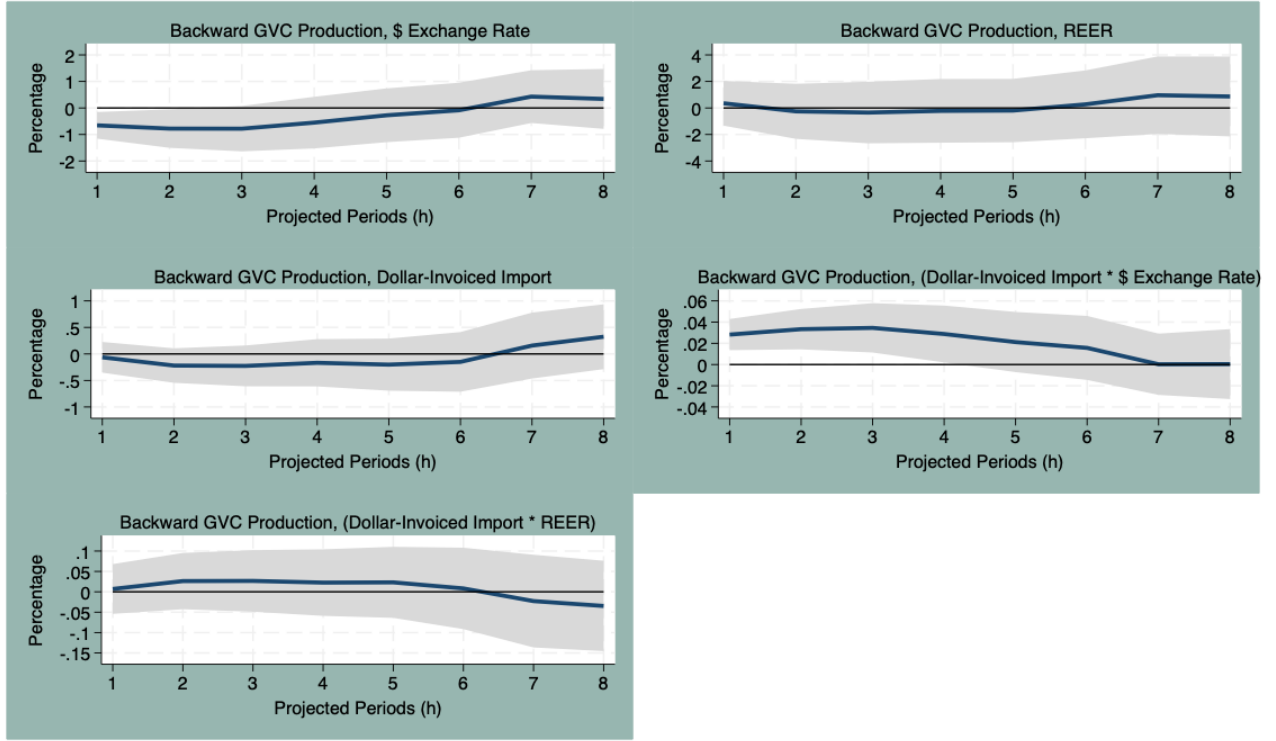 Backward GVC Production, $ Exchange Rate
Percentage
2
1
0
-1
-2
1 2 3 4 5 6 7 8
Projected Periods (h)
Backward GVC Production, REER
Percentage
4
2
0
-2
-4
1 2 3 4 5 6 7 8
Projected Periods (h)
Backward GVC Production, Dollar-Invoiced Import
Percentage
1
.5
0
-.5
-1
1 2 3 4 5 6 7 8
Projected Periods (h)
Backward GVC Production, (Dollar-Invoiced Import * $ Exchange Rate)
Percentage
.06
.04
.02
0
-.02
-.04
1 2 3 4 5 6 7 8
Projected Periods (h)
Backward GVC Production, (Dollar-Invoiced Import * REER)
Percentage
.1
.05
0
-.05
-.1
-.15
1 2 3 4 5 6 7 8
Projected Periods (h)